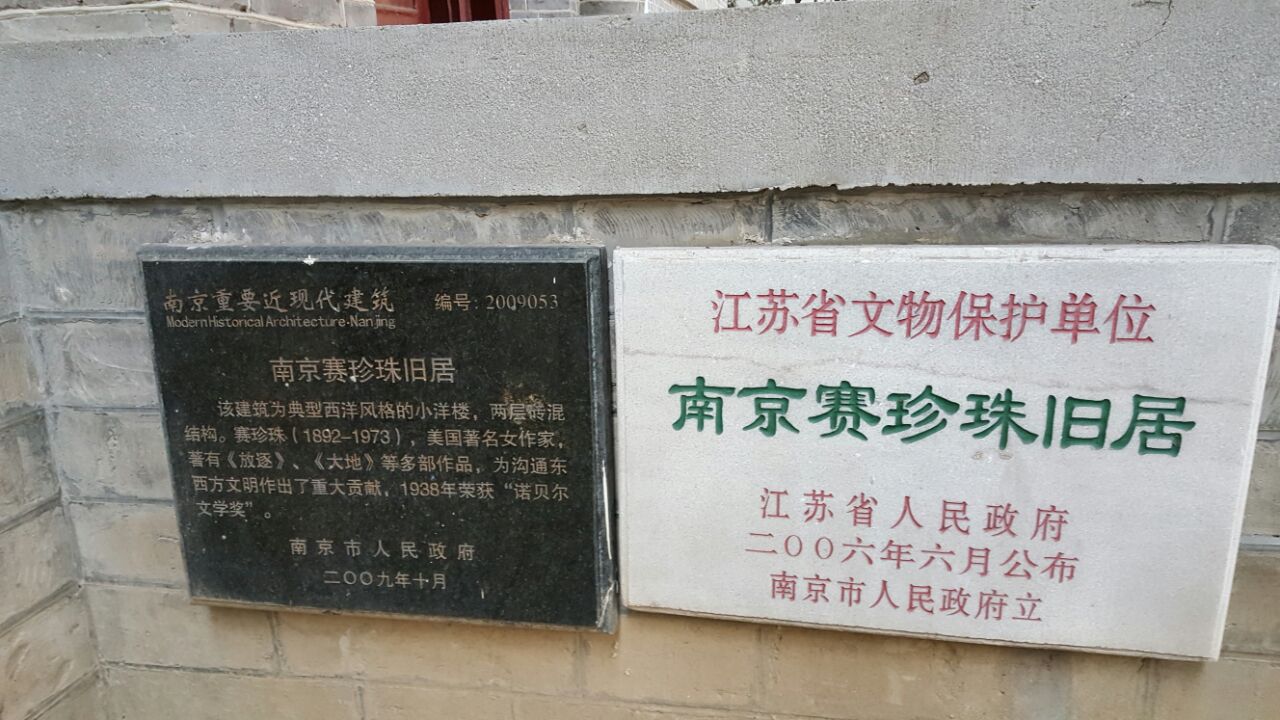 南京重要近现代建筑 编号：2009053
Modern Historical Architecture·Nanjing
南京赛珍珠旧居
该建筑为典型西洋风格的小洋楼，两层砖混
结构。赛珍珠（1892-1973），美国著名女作家，
著有《放逐》、《大地》等多部作品，为沟通东
西方文明作出了重大贡献，1938年荣获“诺贝尔
文学奖”。
南京市人民政府
二〇〇九年十月
江苏省文物保护单位
南京赛珍珠旧居
江苏省人民政府
二〇〇六年六月公布
南京市人民政府立